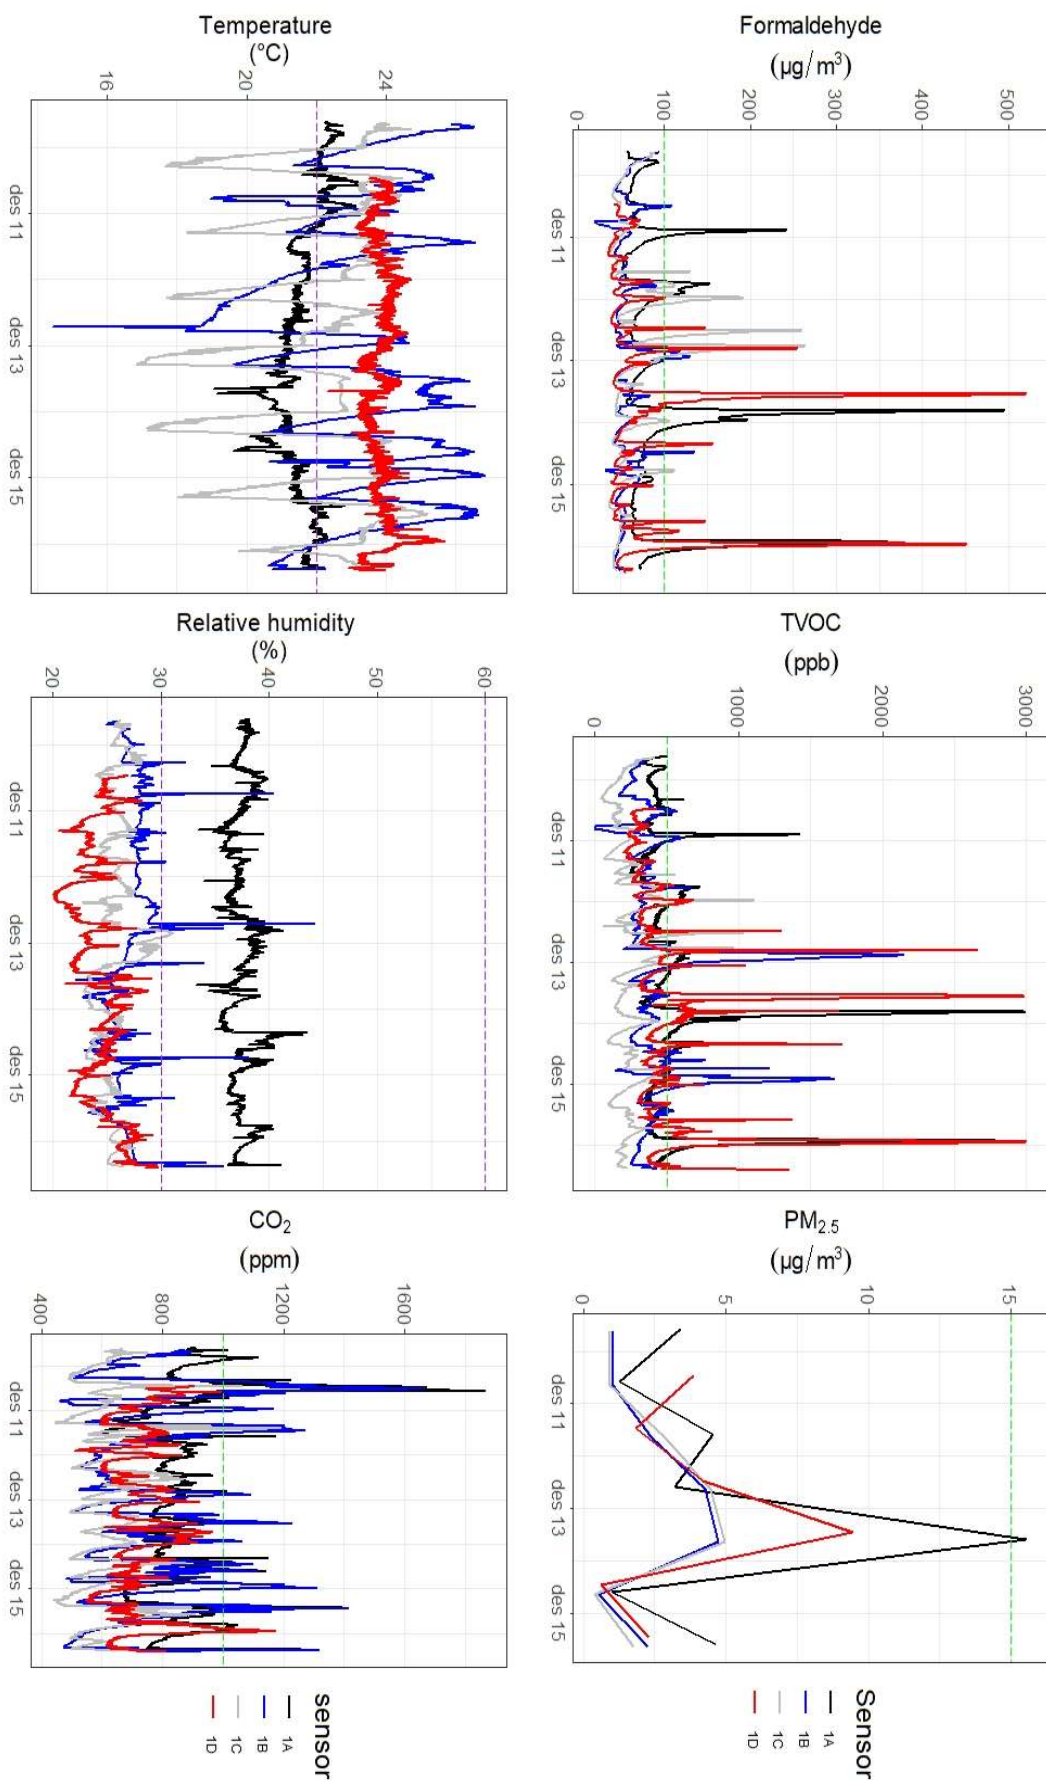 Formaldehyde
(µg/m³)
0
100
200
300
400
500
des 11
des 13
des 15
TVOC
(ppb)
0
1000
2000
3000
des 11
des 13
des 15
PM₂.₅
(µg/m³)
0
5
10
15
des 11
des 13
des 15
Sensor
1A
1B
1C
1D
Temperature
(°C)
16
20
24
des 11
des 13
des 15
Relative humidity
(%)
20
30
40
50
60
des 11
des 13
des 15
CO₂
(ppm)
400
800
1200
1600
des 11
des 13
des 15
sensor
1A
1B
1C
1D